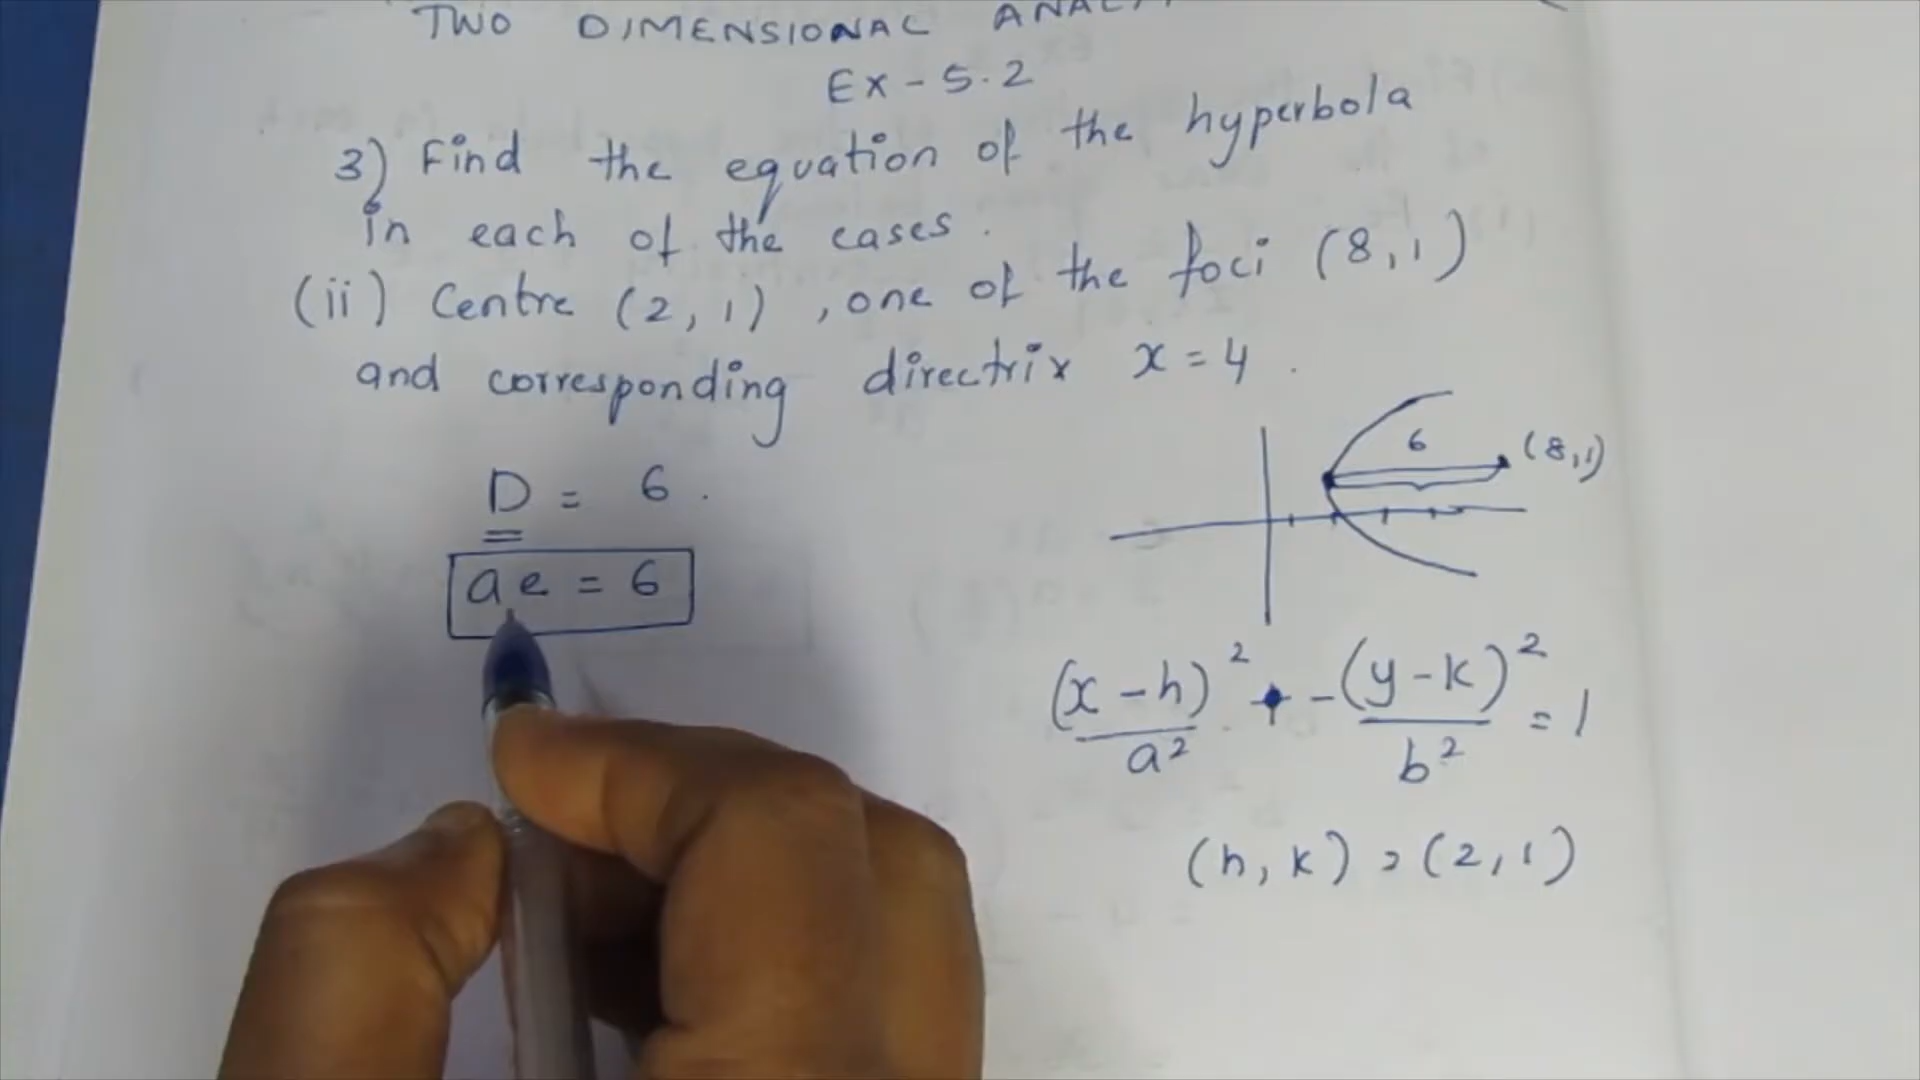 TWO DIMENSIONAL
Ex - 5.2
3) Find the equation of the hyperbola
in each of the cases.
(ii) Centre (2,1), one of the foci (8,1)
and corresponding directrix x = 4.
D = 6.
ae = 6
6
(8,1)
(x-h)²/a² - (y-k)²/b² = 1
(h,k) = (2,1)